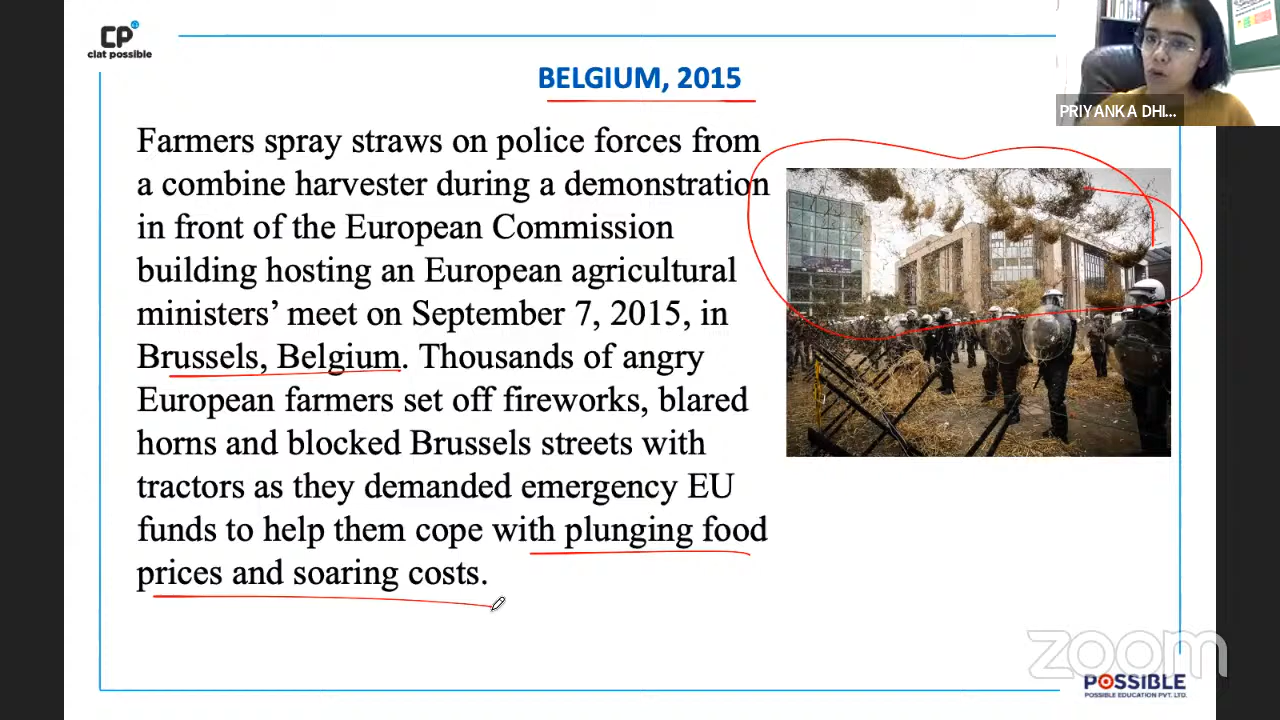 CP
clat possible
BELGIUM, 2015
PRIYANKA DHI...
Farmers spray straws on police forces from
a combine harvester during a demonstration
in front of the European Commission
building hosting an European agricultural
ministers’ meet on September 7, 2015, in
Brussels, Belgium. Thousands of angry
European farmers set off fireworks, blared
horns and blocked Brussels streets with
tractors as they demanded emergency EU
funds to help them cope with plunging food
prices and soaring costs.
zoom
POSSIBLE
POSSIBLE EDUCATION PVT. LTD.